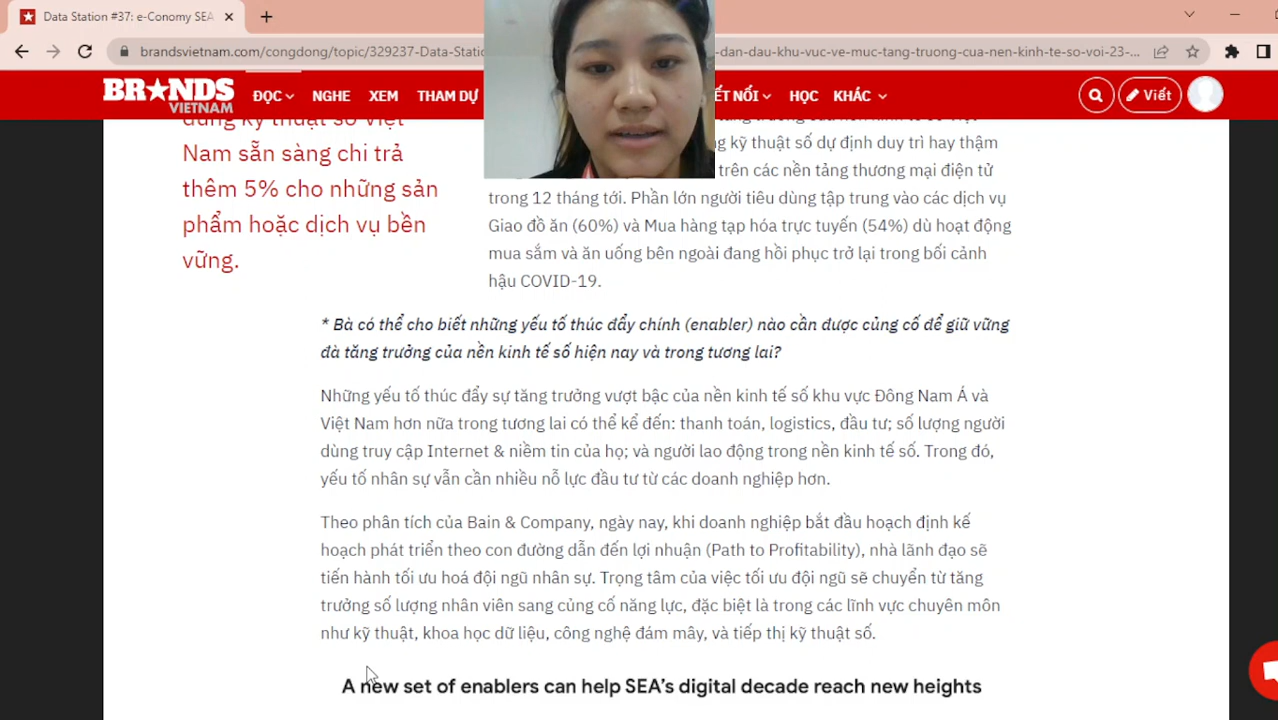 Data Station #37: e-Conomy SEA
brandsvietnam.com/congdong/topic/329237-Data-Stati
-dan-dau-khu-vuc-ve-muc-tang-truong-cua-nen-kinh-te-so-voi-23-...
BRANDS
VIETNAM
ĐỌC
NGHE
XEM
THAM DỰ
ẾT NỐI
HỌC
KHÁC
Viết
dùng kỹ thuật số Việt
Nam sẵn sàng chi trả
thêm 5% cho những sản
phẩm hoặc dịch vụ bền
vững.
kỹ thuật số dự định duy trì hay thậm
trên các nền tảng thương mại điện tử
trong 12 tháng tới. Phần lớn người tiêu dùng tập trung vào các dịch vụ
Giao đồ ăn (60%) và Mua hàng tạp hóa trực tuyến (54%) dù hoạt động
mua sắm và ăn uống bên ngoài đang hồi phục trở lại trong bối cảnh
hậu COVID-19.
* Bà có thể cho biết những yếu tố thúc đẩy chính (enabler) nào cần được củng cố để giữ vững
đà tăng trưởng của nền kinh tế số hiện nay và trong tương lai?
Những yếu tố thúc đẩy sự tăng trưởng vượt bậc của nền kinh tế số khu vực Đông Nam Á và
Việt Nam hơn nữa trong tương lai có thể kể đến: thanh toán, logistics, đầu tư; số lượng người
dùng truy cập Internet & niềm tin của họ; và người lao động trong nền kinh tế số. Trong đó,
yếu tố nhân sự vẫn cần nhiều nỗ lực đầu tư từ các doanh nghiệp hơn.
Theo phân tích của Bain & Company, ngày nay, khi doanh nghiệp bắt đầu hoạch định kế
hoạch phát triển theo con đường dẫn đến lợi nhuận (Path to Profitability), nhà lãnh đạo sẽ
tiến hành tối ưu hoá đội ngũ nhân sự. Trọng tâm của việc tối ưu đội ngũ sẽ chuyển từ tăng
trưởng số lượng nhân viên sang củng cố năng lực, đặc biệt là trong các lĩnh vực chuyên môn
như kỹ thuật, khoa học dữ liệu, công nghệ đám mây, và tiếp thị kỹ thuật số.
A new set of enablers can help SEA's digital decade reach new heights